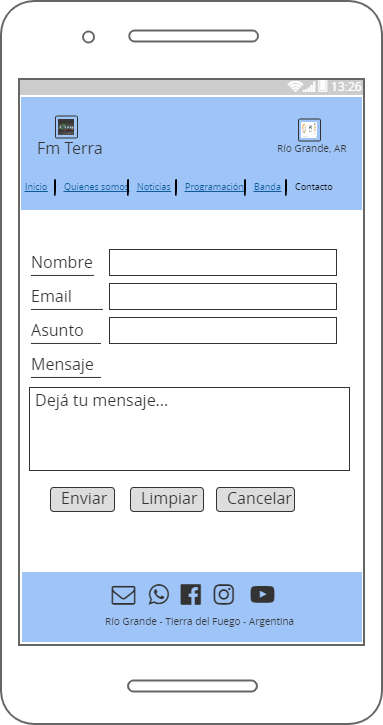 13:26
Fm Terra
Río Grande, AR
Inicio Quienes somos Noticias Programación Banda Contacto
Nombre
Email
Asunto
Mensaje
Dejá tu mensaje...
Enviar Limpiar Cancelar
Río Grande - Tierra del Fuego - Argentina